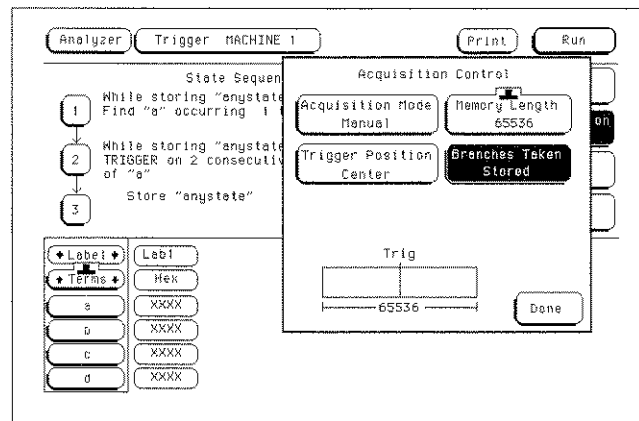 Analyzer
Trigger MACHINE 1
Print
Run
State Sequen
1
While storing "anystate
Find "a" occurring 1 t
2
While storing "anystate
TRIGGER on 2 consecutiv
of "a"
3
Store "anystate"
on
Acquisition Control
Acquisition Mode
Manual
Memory Length
65536
Trigger Position
Center
Branches Taken
Stored
Trig
65536
Done
Label
Lab1
Terms
Hex
a
XXXX
b
XXXX
c
XXXX
d
XXXX